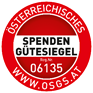 ÖSTERREICHISCHES
SPENDEN
GÜTESIEGEL
Reg.Nr.
06135
WWW.OSGS.AT